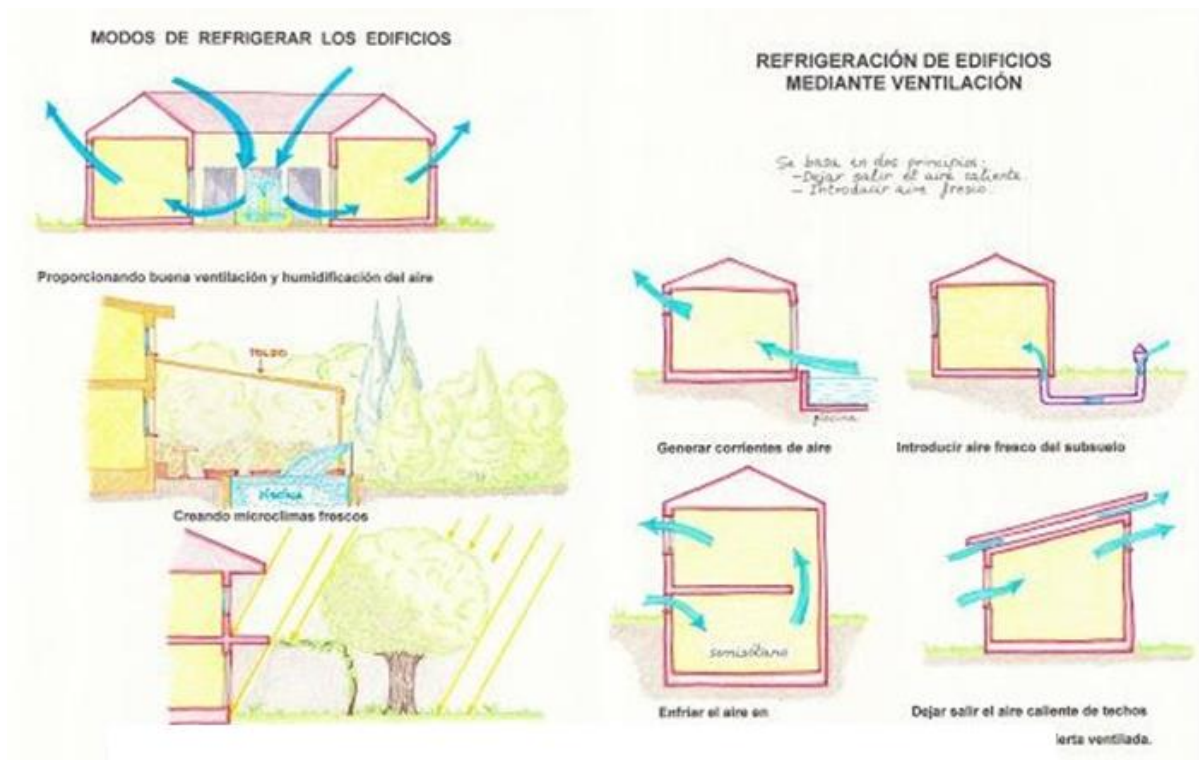 MODOS DE REFRIGERAR LOS EDIFICIOS
Proporcionando buena ventilación y humidificación del aire
TOLDO
PISCINA
Creando microclimas frescos
REFRIGERACIÓN DE EDIFICIOS
MEDIANTE VENTILACIÓN
Se basa en dos principios:
- Dejar salir el aire caliente
- Introducir aire fresco
piscina
Generar corrientes de aire
Introducir aire fresco del subsuelo
semisótano
Enfriar el aire en
Dejar salir el aire caliente de techos
ierta ventilada.